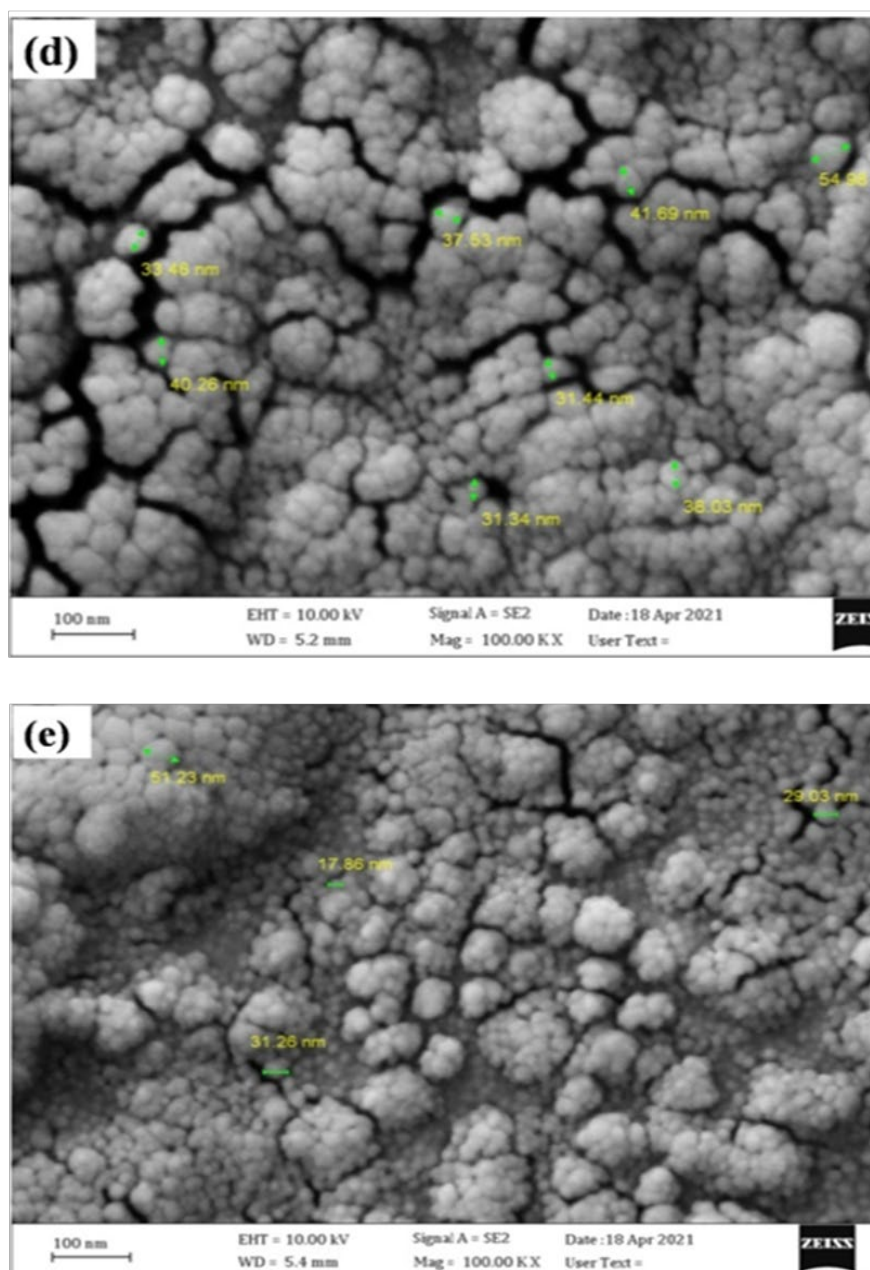 (d)
54.98
41.69 nm
37.53 nm
33.48 nm
40.26 nm
31.44 nm
38.03 nm
31.34 nm
100 nm
EHT = 10.00 kV
Signal A = SE2
Date :18 Apr 2021
WD = 5.2 mm
Mag = 100.00 KX
User Text =
(e)
51.23 nm
29.03 nm
17.86 nm
31.26 nm
100 nm
EHT = 10.00 kV
Signal A = SE2
Date :18 Apr 2021
ZEISS
WD = 5.4 mm
Mag = 100.00 KX
User Text =